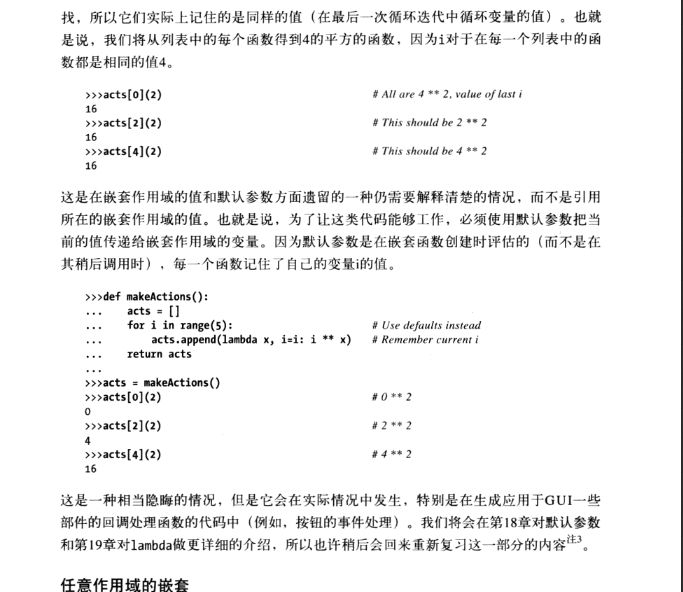 找，所以它们实际上记住的是同样的值（在最后一次循环迭代中循环变量的值）。也就
是说，我们将从列表中的每个函数得到4的平方的函数，因为i对于在每一个列表中的函
数都是相同的值4。
>>>acts[0](2) # All are 4 ** 2, value of last i
16
>>>acts[2](2) # This should be 2 ** 2
16
>>>acts[4](2) # This should be 4 ** 2
16
这是在嵌套作用域的值和默认参数方面遗留的一种仍需要解释清楚的情况，而不是引用
所在的嵌套作用域的值。也就是说，为了让这类代码能够工作，必须使用默认参数把当
前的值传递给嵌套作用域的变量。因为默认参数是在嵌套函数创建时评估的（而不是在
其稍后调用时），每一个函数记住了自己的变量i的值。
>>>def makeActions():
... acts = []
... for i in range(5): # Use defaults instead
... acts.append(lambda x, i=i: i ** x) # Remember current i
... return acts
...
>>>acts = makeActions()
>>>acts[0](2) # 0 ** 2
0
>>>acts[2](2) # 2 ** 2
4
>>>acts[4](2) # 4 ** 2
16
这是一种相当隐晦的情况，但是它会在实际情况中发生，特别是在生成应用于GUI一些
部件的回调处理函数的代码中（例如，按钮的事件处理）。我们将会在第18章对默认参数
和第19章对lambda做更详细的介绍，所以也许稍后会回来重新复习这一部分的内容注3。
任意作用域的嵌套